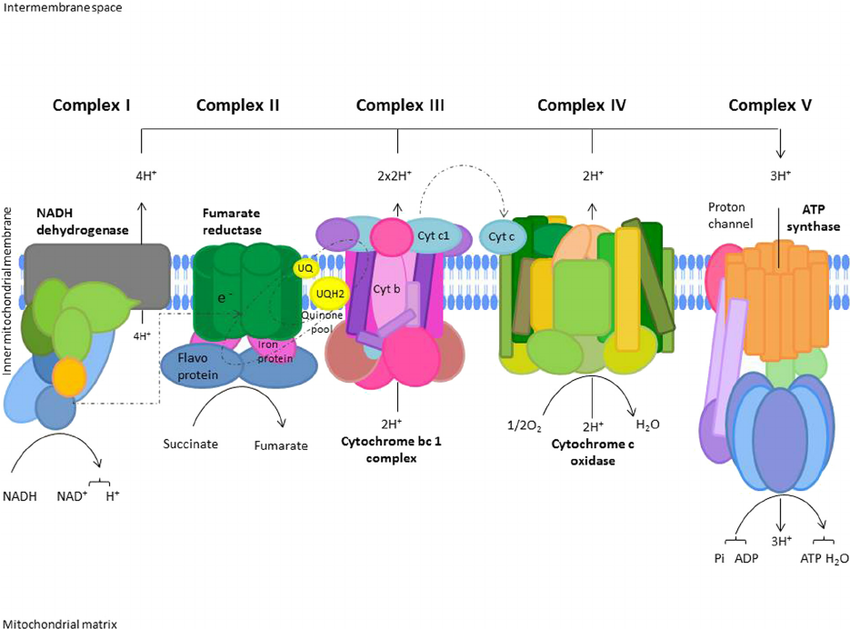 Intermembrane space
Complex I
Complex II
Complex III
Complex IV
Complex V
4H⁺
2x2H⁺
2H⁺
3H⁺
Inner mitochondrial membrane
NADH
dehydrogenase
Fumarate
reductase
Proton
channel
ATP
synthase
Cyt c1
Cyt c
UQ
UQH2
Cyt b
e⁻
Quinone
pool
4H⁺
Iron
protein
Flavo
protein
Succinate
Fumarate
2H⁺
Cytochrome bc 1
complex
1/2O₂
2H⁺
H₂O
Cytochrome c
oxidase
NADH
NAD⁺
H⁺
Pi
ADP
3H⁺
ATP
H₂O
Mitochondrial matrix